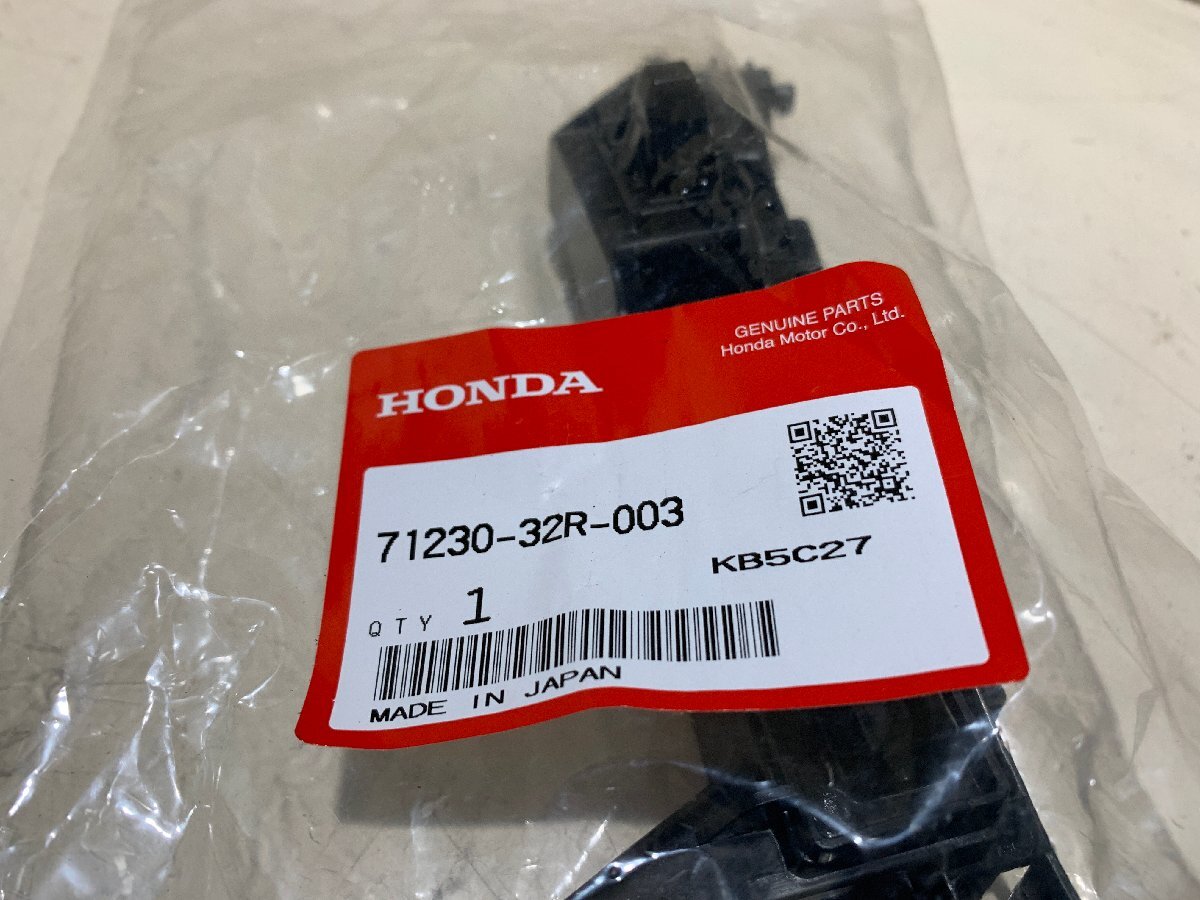 GENUINE PARTS
Honda Motor Co., Ltd.
HONDA
71230-32R-003
KB5C27
QTY 1
MADE IN JAPAN